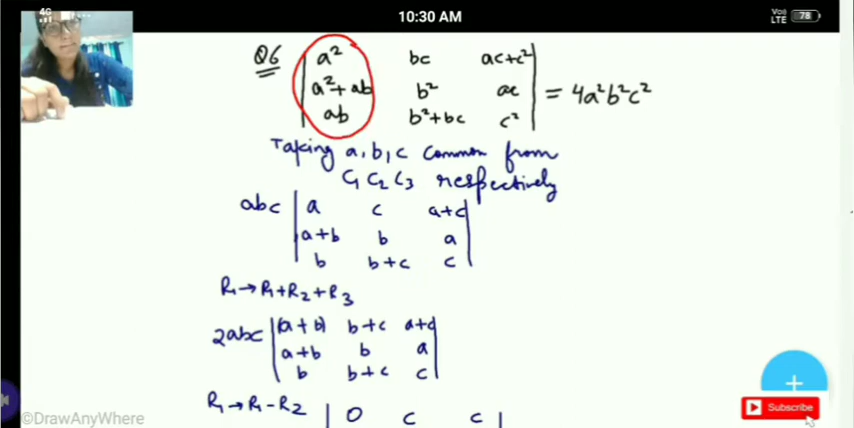 4G
10:30 AM
Vo)) LTE 78
Q6 | a² bc ac+c² |
| a²+ab b² ac | = 4a²b²c²
| ab b²+bc c² |
Taking a, b, c common from
C₁ C₂ C₃ respectively
abc | a c a+c |
| a+b b a |
| b b+c c |
R₁→R₁+R₂+R₃
2abc | (a+b) b+c a+c |
| a+b b a |
| b b+c c |
R₁→R₁-R₂ | 0 c c |
+
Subscribe
©DrawAnyWhere